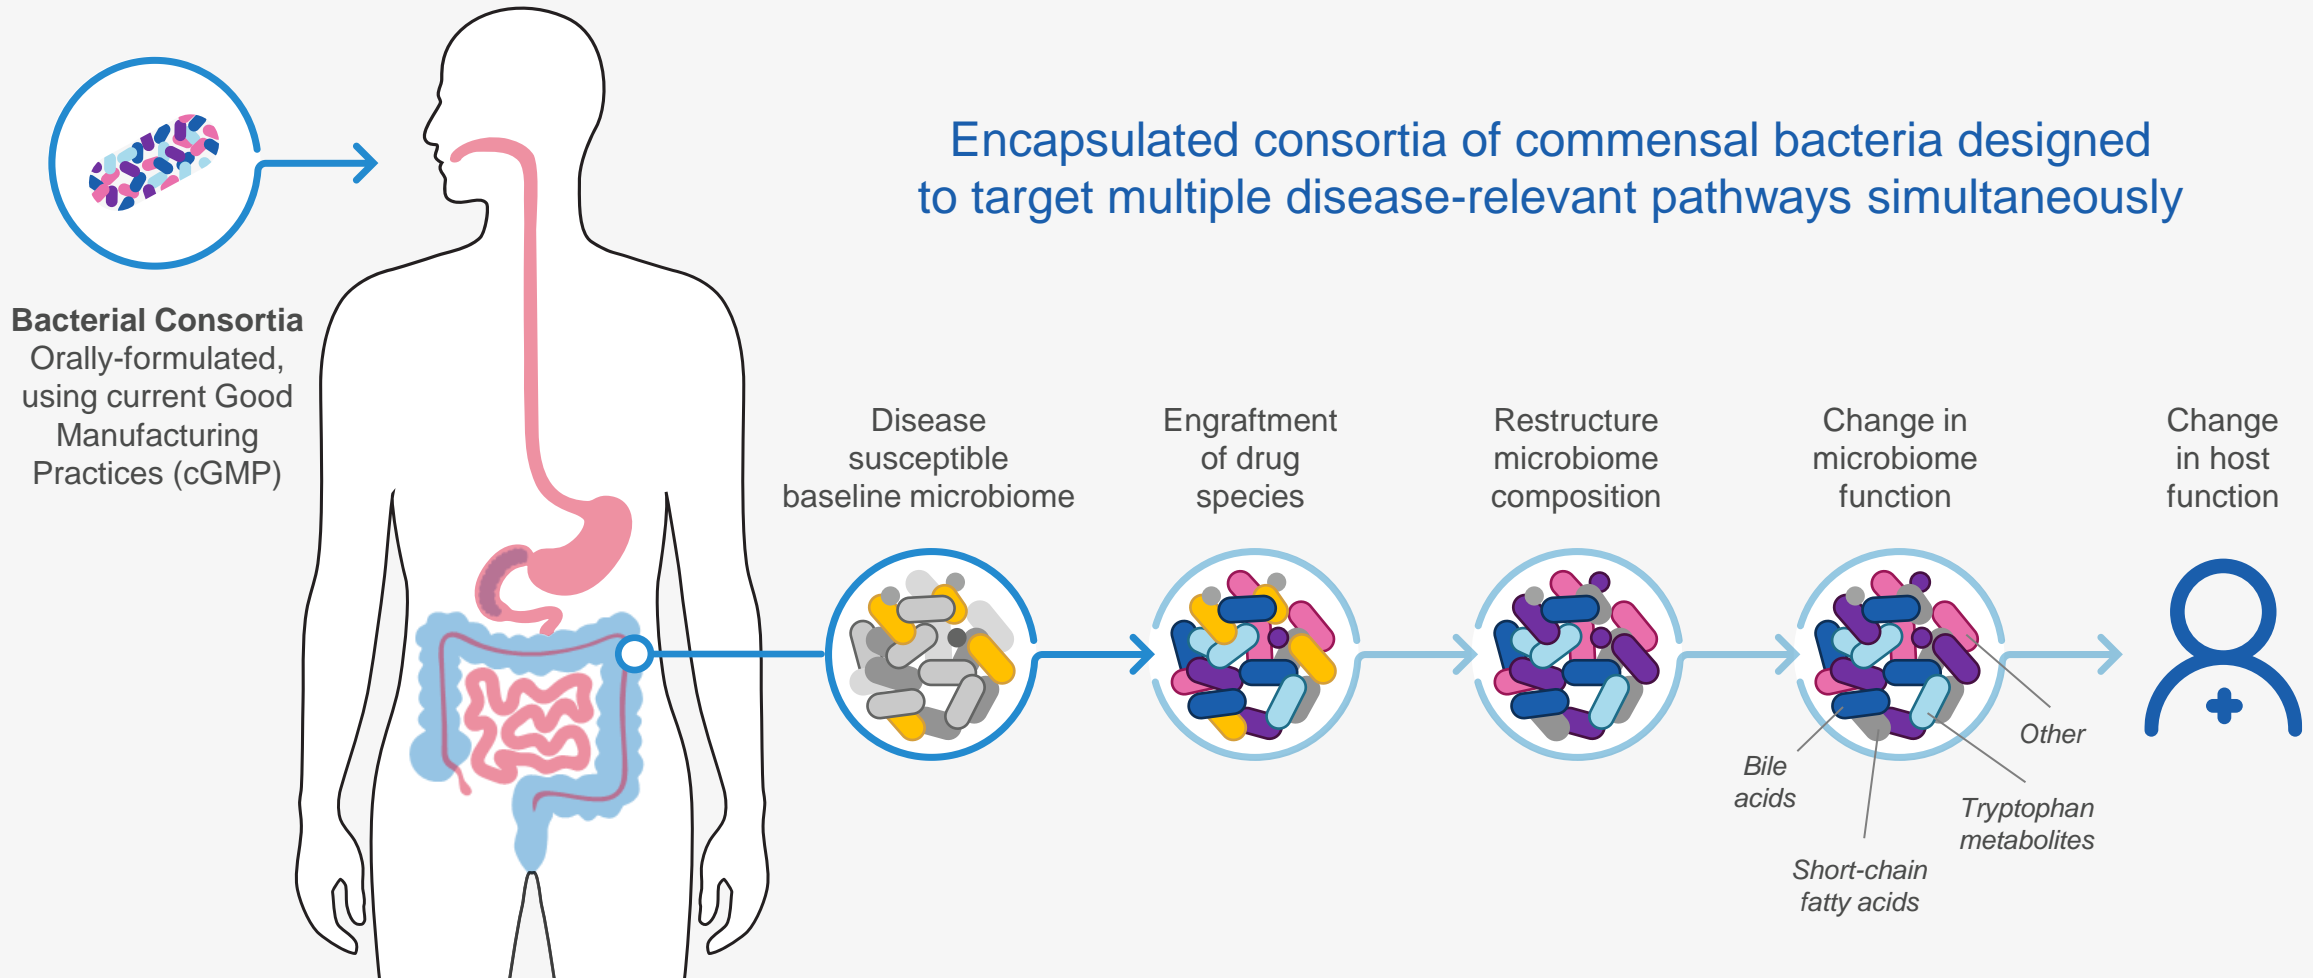 Encapsulated consortia of commensal bacteria designed
to target multiple disease-relevant pathways simultaneously
Bacterial Consortia
Orally-formulated,
using current Good
Manufacturing
Practices (cGMP)
Disease
susceptible
baseline microbiome
Engraftment
of drug
species
Restructure
microbiome
composition
Change in
microbiome
function
Change
in host
function
Bile
acids
Short-chain
fatty acids
Tryptophan
metabolites
Other